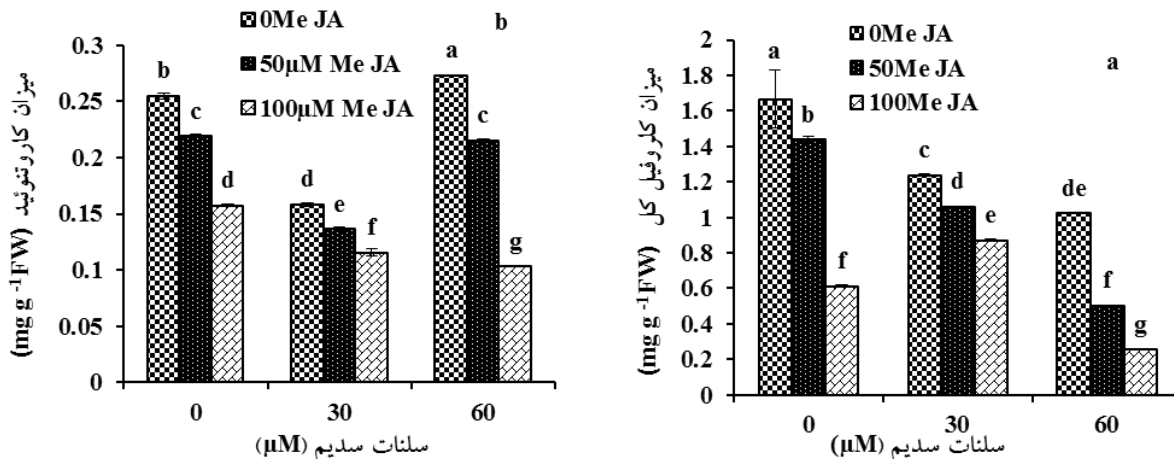 میزان کاروتنوئید (mg g -1FW)
0.3
0.25
0.2
0.15
0.1
0.05
0
0Me JA
50µM Me JA
100µM Me JA
b
b
c
d
d
e
f
a
c
g
0
30
60
سلنات سدیم (µM)
میزان کلروفیل کل (mg g -1FW)
2
1.8
1.6
1.4
1.2
1
0.8
0.6
0.4
0.2
0
0Me JA
50Me JA
100Me JA
a
a
b
f
c
d
e
de
f
g
0
30
60
سلنات سدیم (µM)